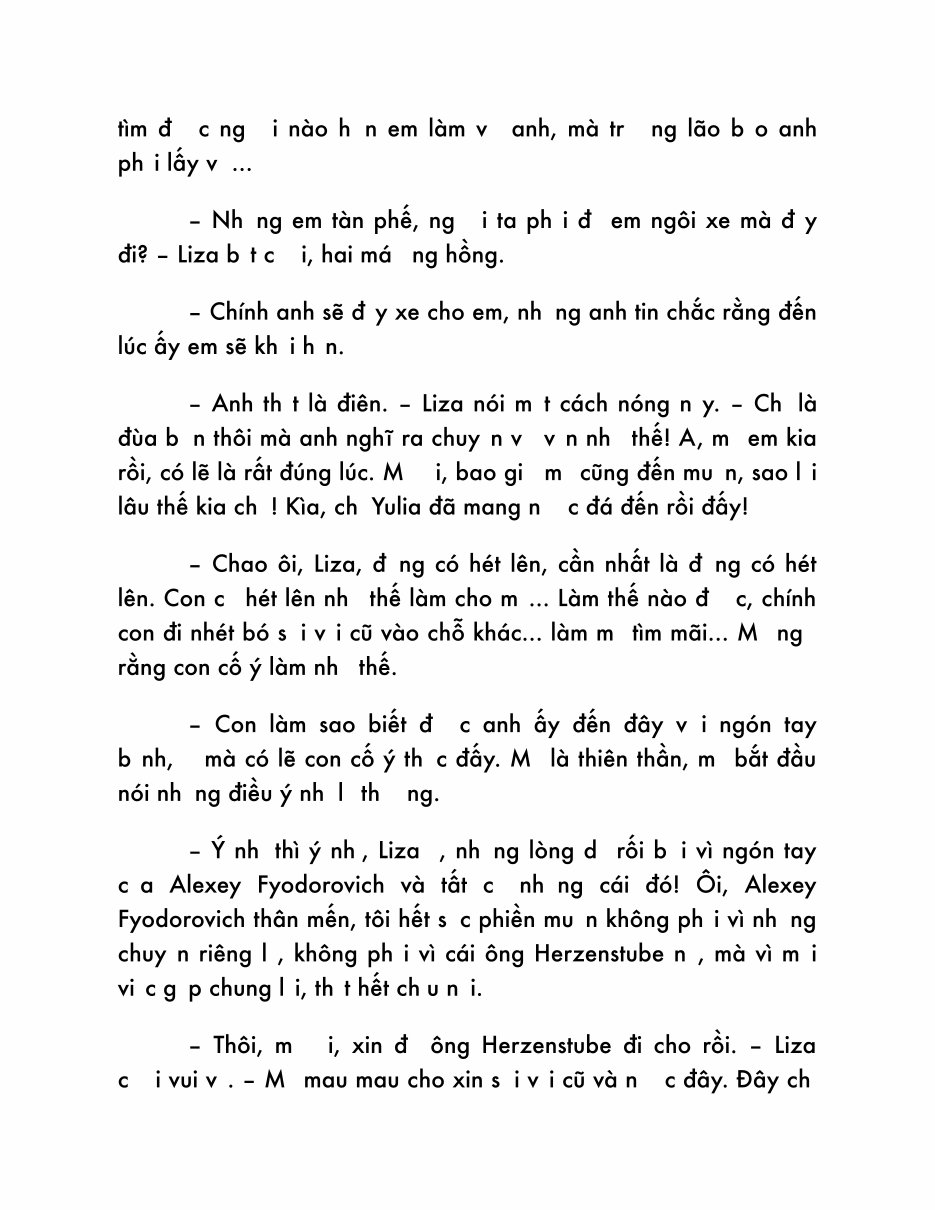 tìm đ c ng i nào h n em làm v anh, mà tr ng lão b o anh
ph i lấy v ...
– Nh ng em tàn phế, ng i ta ph i đ em ngôi xe mà đ y
đi? – Liza b t c i, hai má ng hồng.
– Chính anh sẽ đ y xe cho em, nh ng anh tin chắc rằng đến
lúc ấy em sẽ kh i h n.
– Anh th t là điên. – Liza nói m t cách nóng n y. – Ch là
đùa b n thôi mà anh nghĩ ra chuy n v v n nh thế! A, m em kia
rồi, có lẽ là rất đúng lúc. M i, bao gi m cũng đến mu n, sao l i
lâu thế kia ch ! Kìa, ch Yulia đã mang n c đá đến rồi đấy!
– Chao ôi, Liza, đ ng có hét lên, cần nhất là đ ng có hét
lên. Con c hét lên nh thế làm cho m ... Làm thế nào đ c, chính
con đi nhét bó s i v i cũ vào chỗ khác... làm m tìm mãi... M ng
rằng con cố ý làm nh thế.
– Con làm sao biết đ c anh ấy đến đây v i ngón tay
b nh, mà có lẽ con cố ý th c đấy. M là thiên thần, m bắt đầu
nói nh ng điều ý nh l th ng.
– Ý nh thì ý nh , Liza , nh ng lòng d rối b i vì ngón tay
c a Alexey Fyodorovich và tất c nh ng cái đó! Ôi, Alexey
Fyodorovich thân mến, tôi hết s c phiền mu n không ph i vì nh ng
chuy n riêng l , không ph i vì cái ông Herzenstube n , mà vì m i
vi c g p chung l i, th t hết ch u n i.
– Thôi, m i, xin đ ông Herzenstube đi cho rồi. – Liza
c i vui v . – M mau mau cho xin s i v i cũ và n c đây. Đây ch